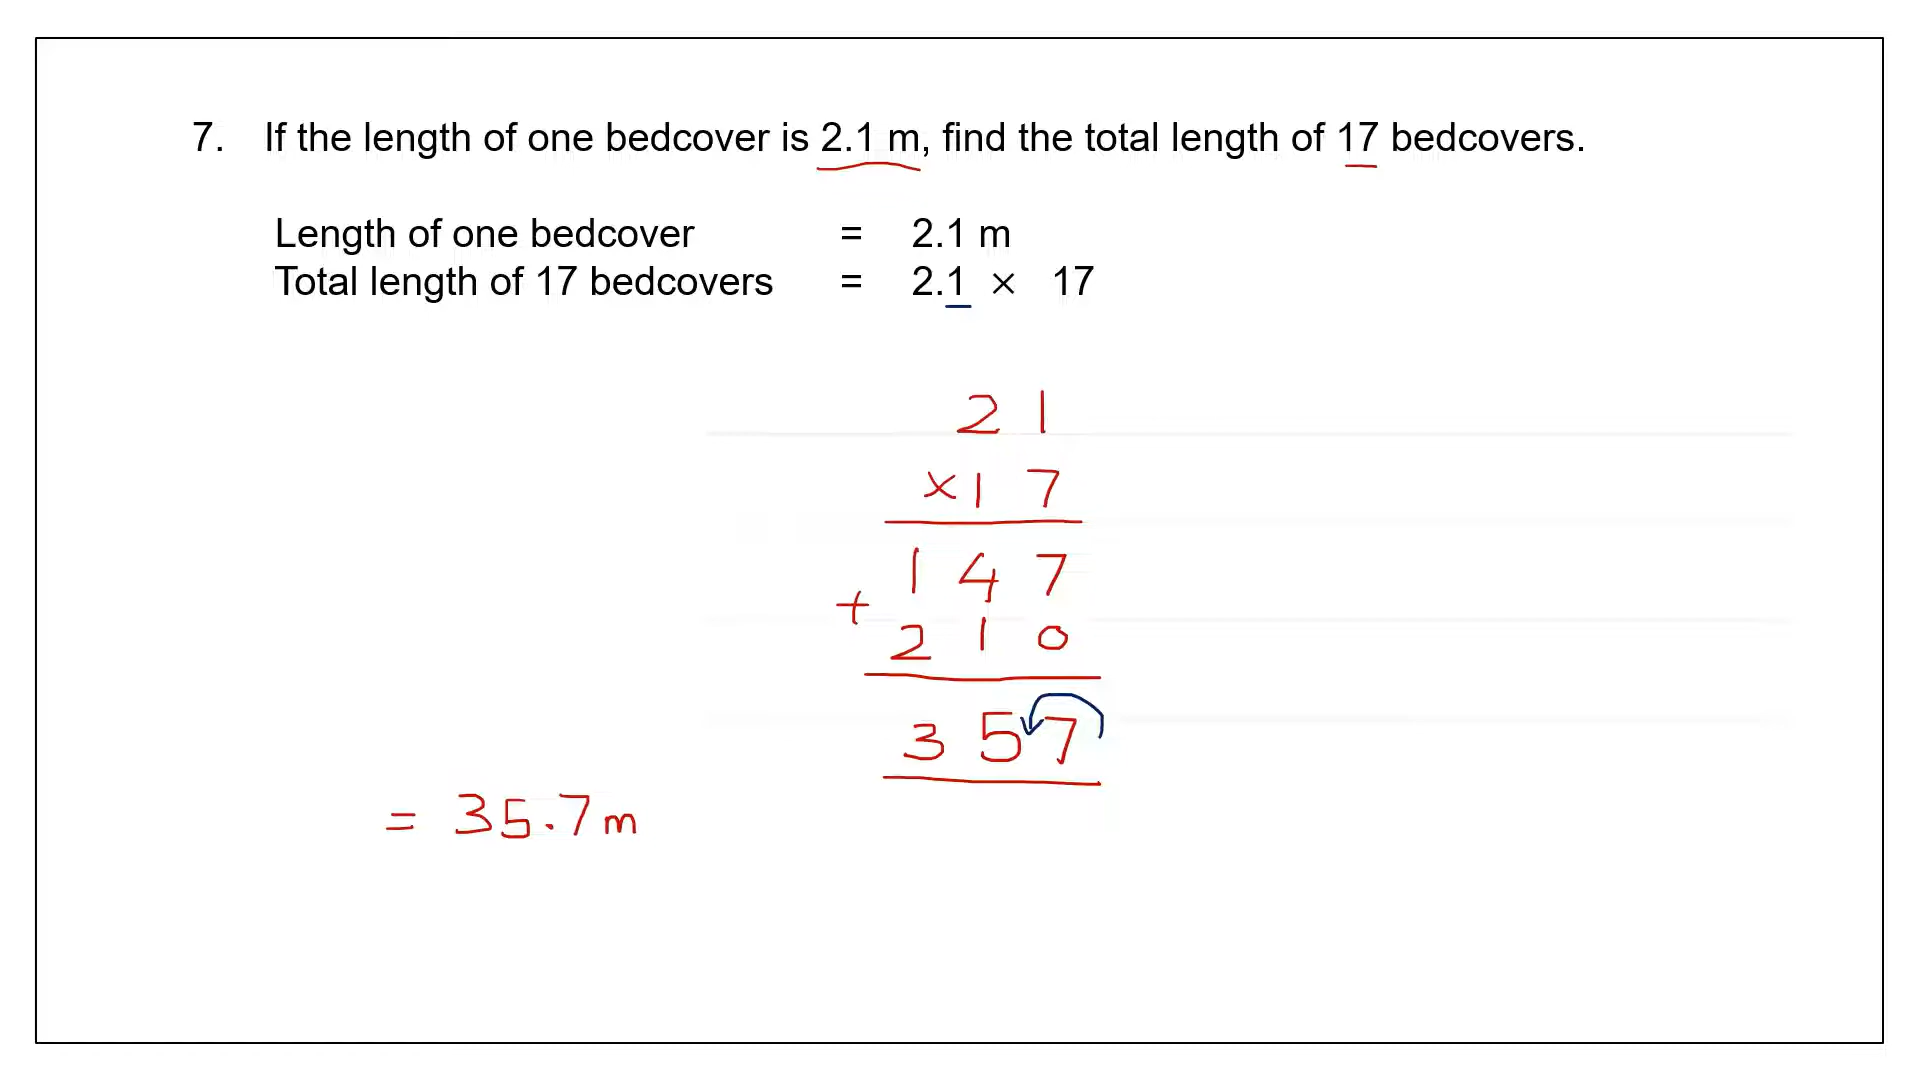 7. If the length of one bedcover is 2.1 m, find the total length of 17 bedcovers.
Length of one bedcover = 2.1 m
Total length of 17 bedcovers = 2.1 × 17
2 1
× 1 7
1 4 7
+
2 1 0
3 5 7
= 35.7 m